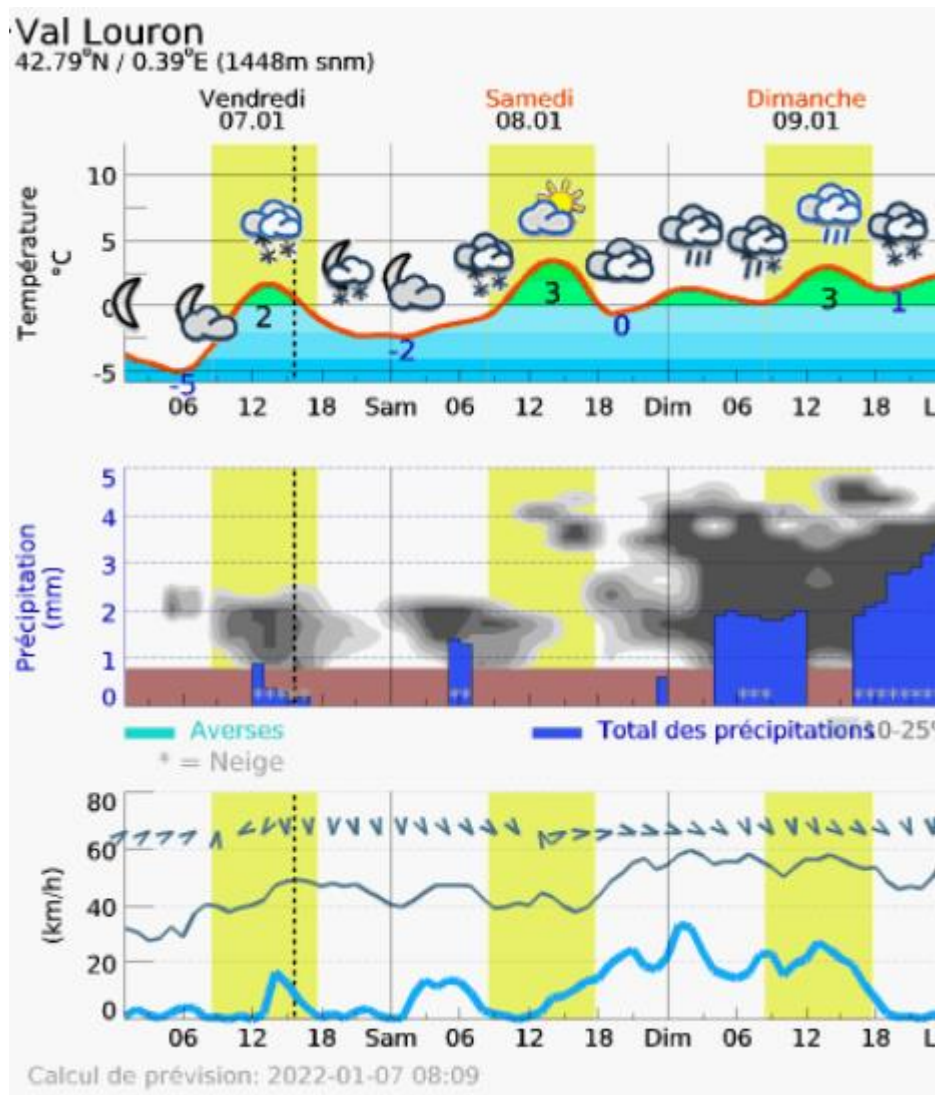 Val Louron
42.79°N / 0.39°E (1448m snm)
Vendredi Samedi Dimanche
07.01 08.01 09.01
Température
°C
10
5
0
-5
2 3 3
-5 -2 0 1
06 12 18 Sam 06 12 18 Dim 06 12 18 L
Précipitation
(mm)
5
4
3
2
1
0
Averses Total des précipitations 10-25%
* = Neige
(km/h)
80
60
40
20
0
06 12 18 Sam 06 12 18 Dim 06 12 18 L
Calcul de prévision: 2022-01-07 08:09